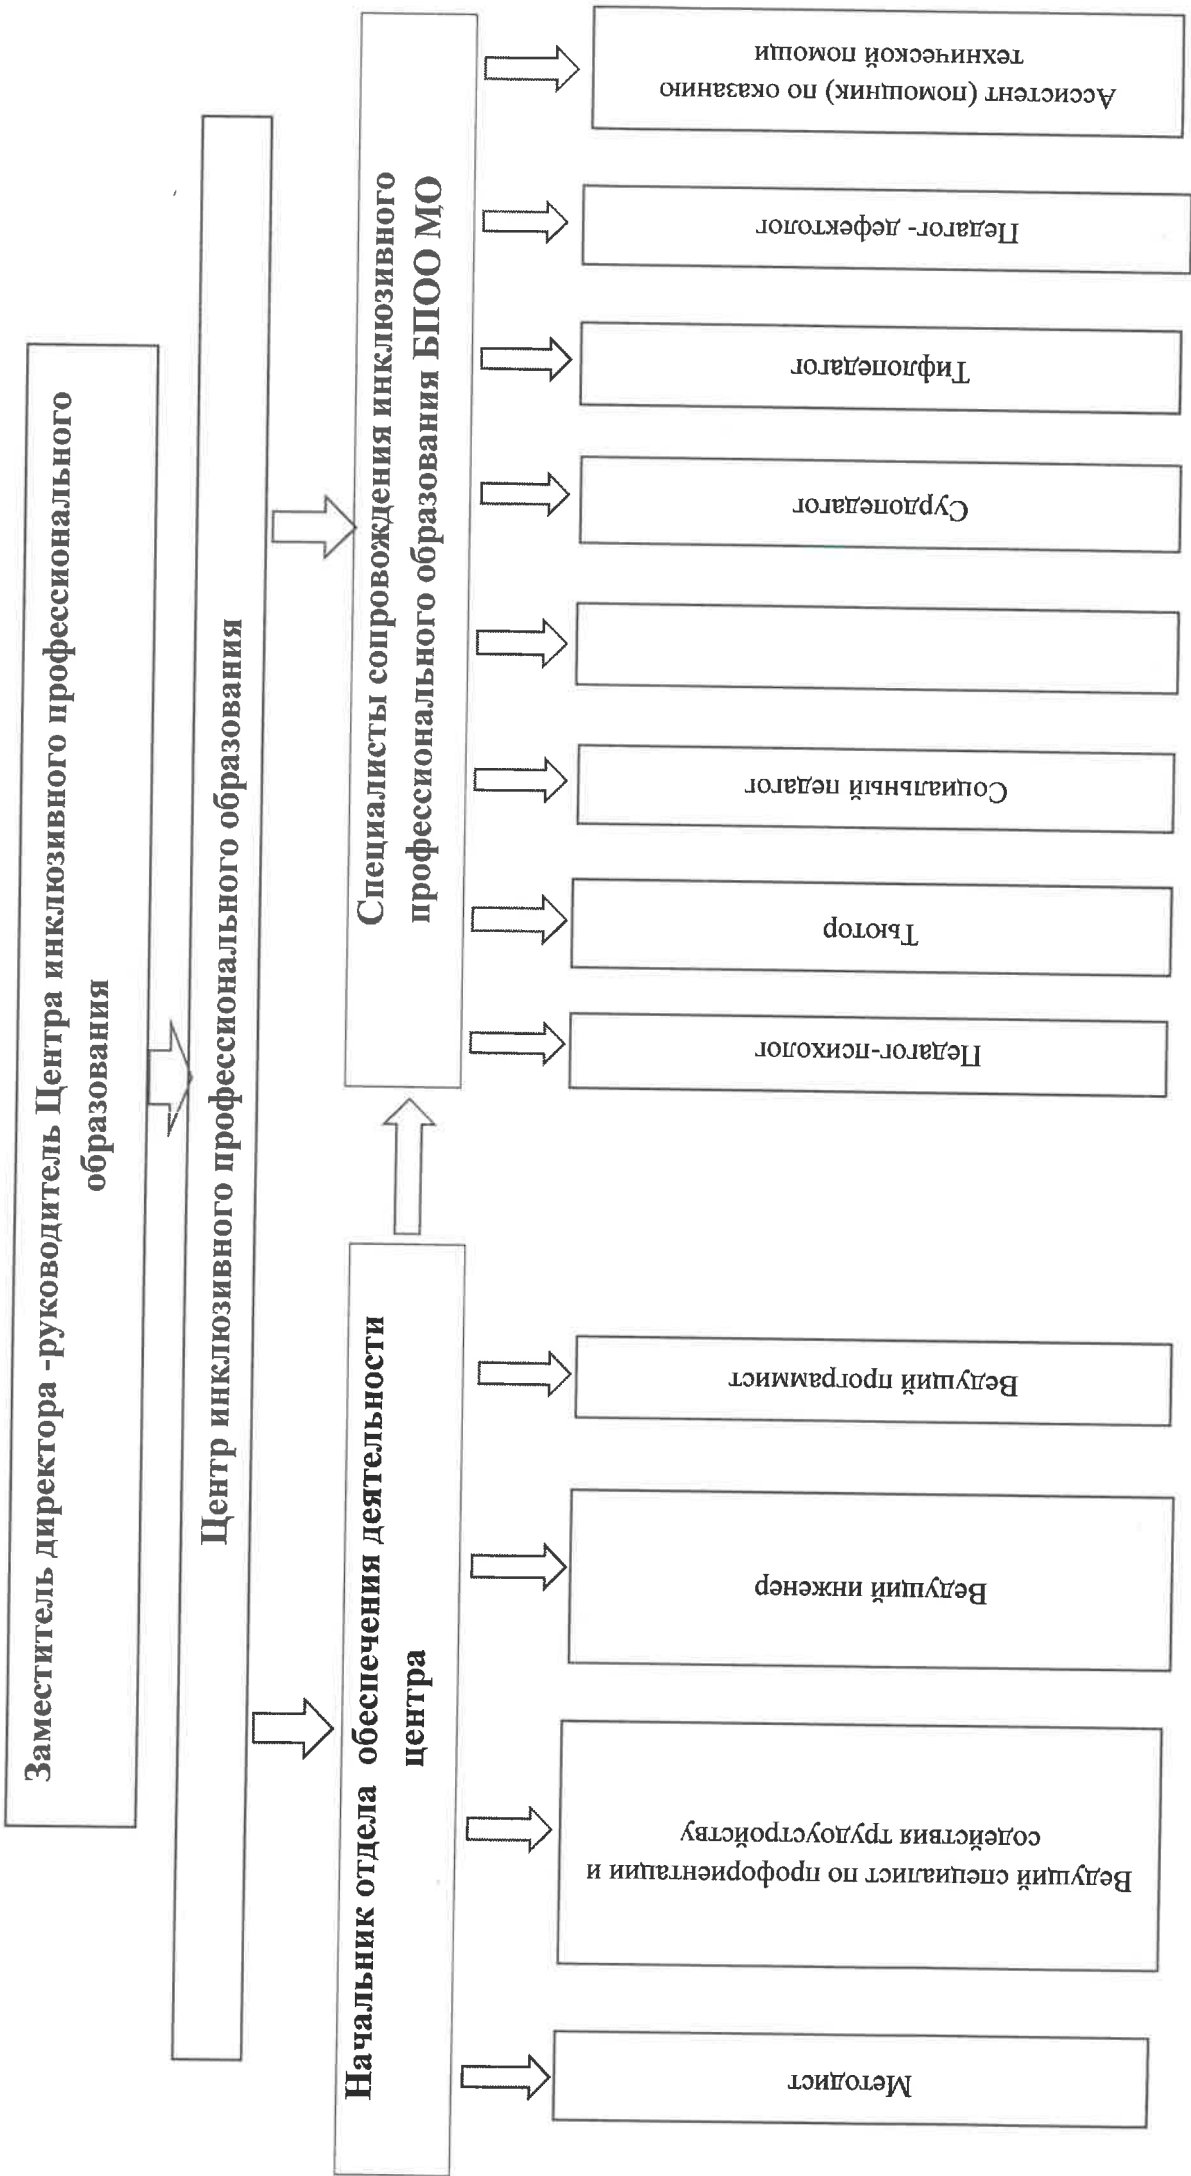 Заместитель директора -руководитель Центра инклюзивного профессионального
образования
Центр инклюзивного профессионального образования
Начальник отдела обеспечения деятельности
центра
Специалисты сопровождения инклюзивного
профессионального образования БПОО МО
Методист
Ведущий специалист по профориентации и
содействия трудоустройству
Ведущий инженер
Ведущий программист
Педагог-психолог
Тьютор
Социальный педагог
Сурдопедагог
Тифлопедагог
Педагог- дефектолог
Ассистент (помощник) по оказанию
технической помощи